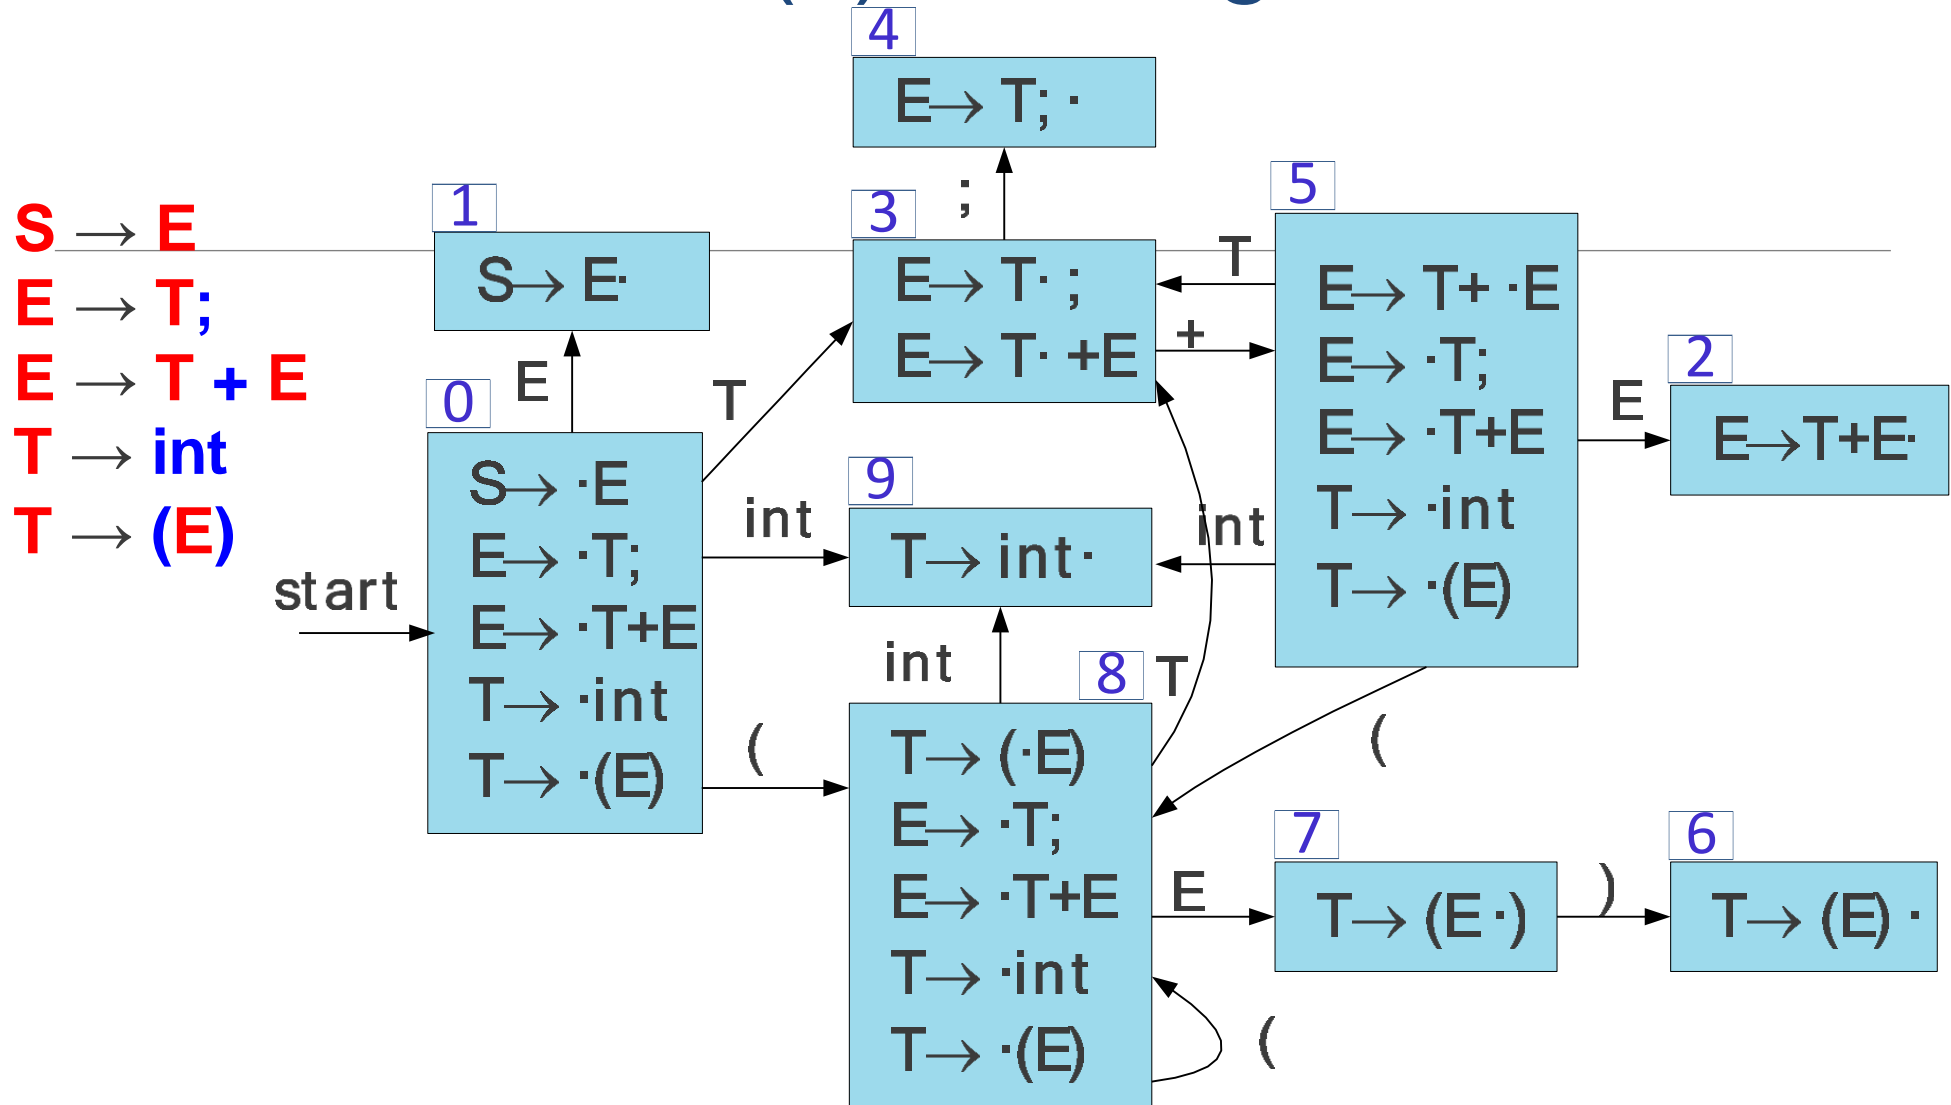 S → E
E → T;
E → T + E
T → int
T → (E)
start
0
S→ ·E
E→ ·T;
E→ ·T+E
T→ ·int
T→ ·(E)
E
1
S→ E·
T
int
(
4
E→ T; ·
;
3
E→ T· ;
E→ T· +E
T
+
9
T→ int·
int
int
8
T
T→ (·E)
E→ ·T;
E→ ·T+E
T→ ·int
T→ ·(E)
(
5
E→ T+ ·E
E→ ·T;
E→ ·T+E
T→ ·int
T→ ·(E)
(
E
2
E→T+E·
E
7
T→ (E ·)
)
6
T→ (E) ·